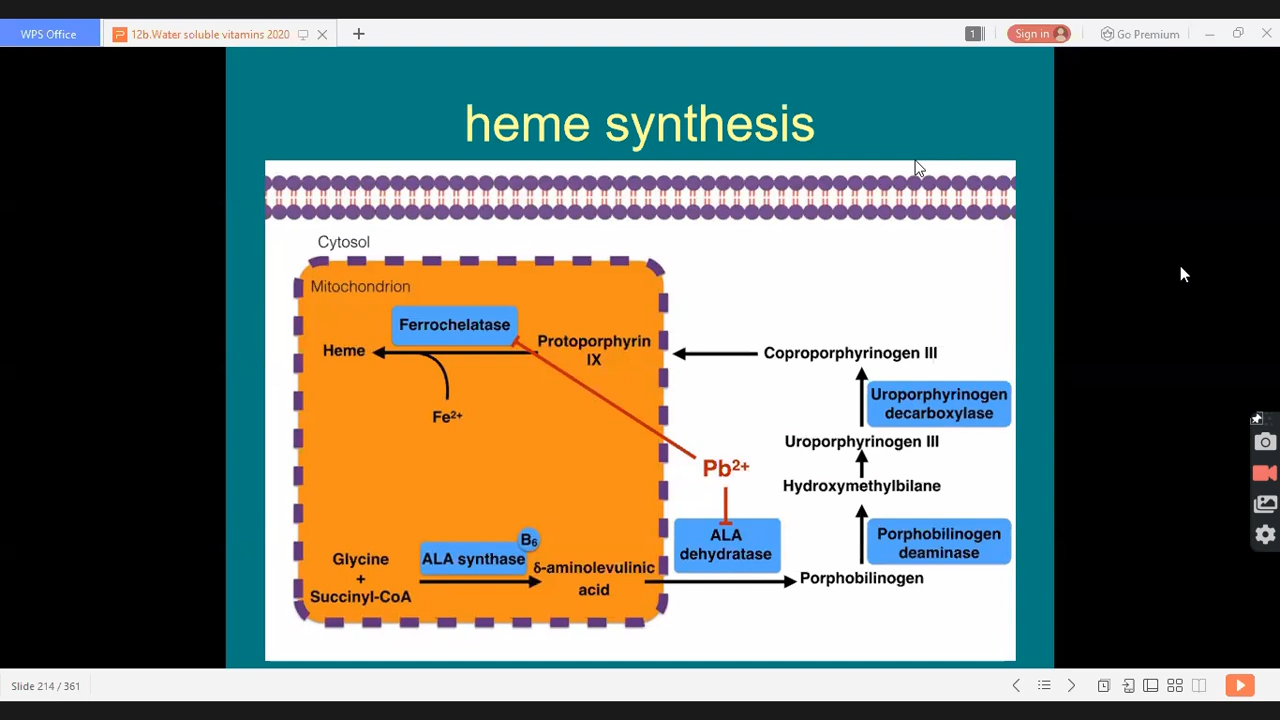 WPS Office
12b.Water soluble vitamins 2020
1
Sign in
Go Premium
heme synthesis
Cytosol
Mitochondrion
Ferrochelatase
Heme
Protoporphyrin
IX
Fe2+
Coproporphyrinogen III
Uroporphyrinogen
decarboxylase
Uroporphyrinogen III
Pb2+
Hydroxymethylbilane
ALA
dehydratase
Porphobilinogen
deaminase
Glycine
+
Succinyl-CoA
ALA synthase
B6
δ-aminolevulinic
acid
Porphobilinogen
Slide 214 / 361